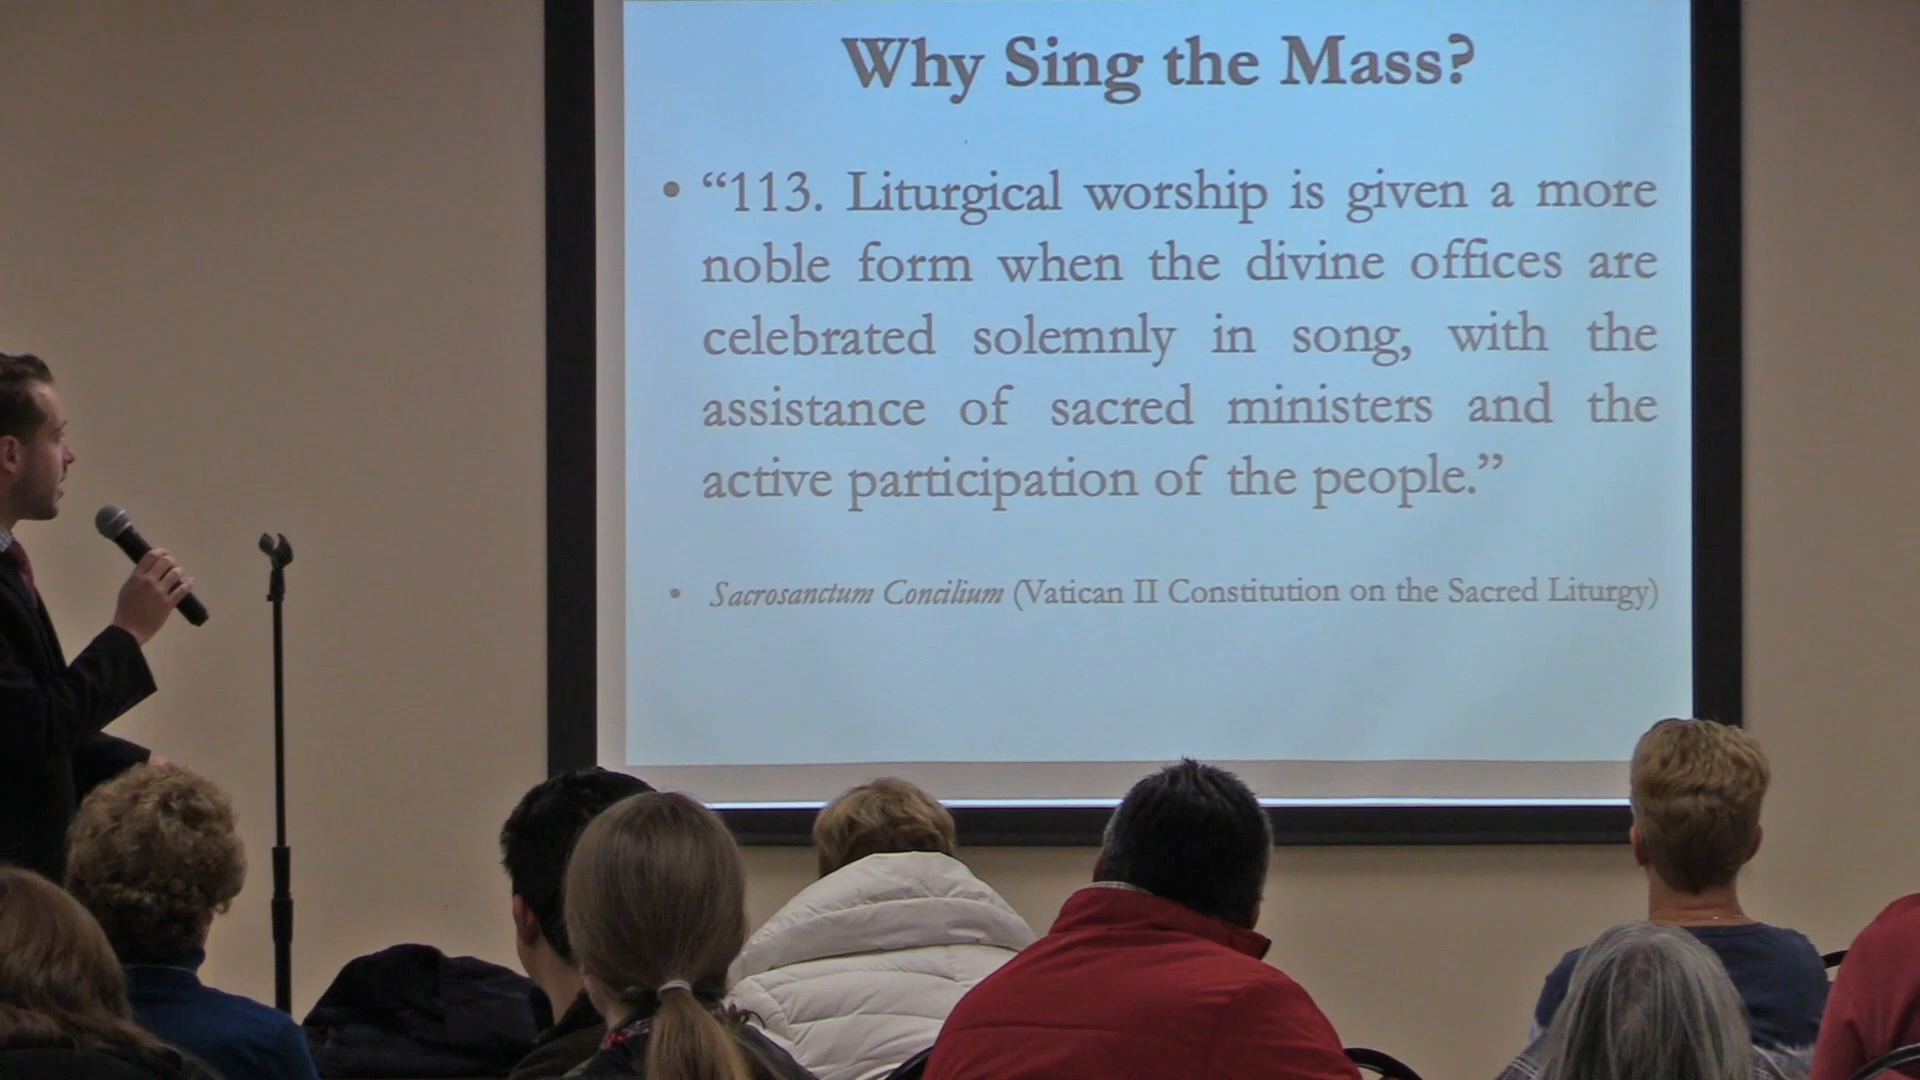 Why Sing the Mass?
• “113. Liturgical worship is given a more
noble form when the divine offices are
celebrated solemnly in song, with the
assistance of sacred ministers and the
active participation of the people.”
• Sacrosanctum Concilium (Vatican II Constitution on the Sacred Liturgy)